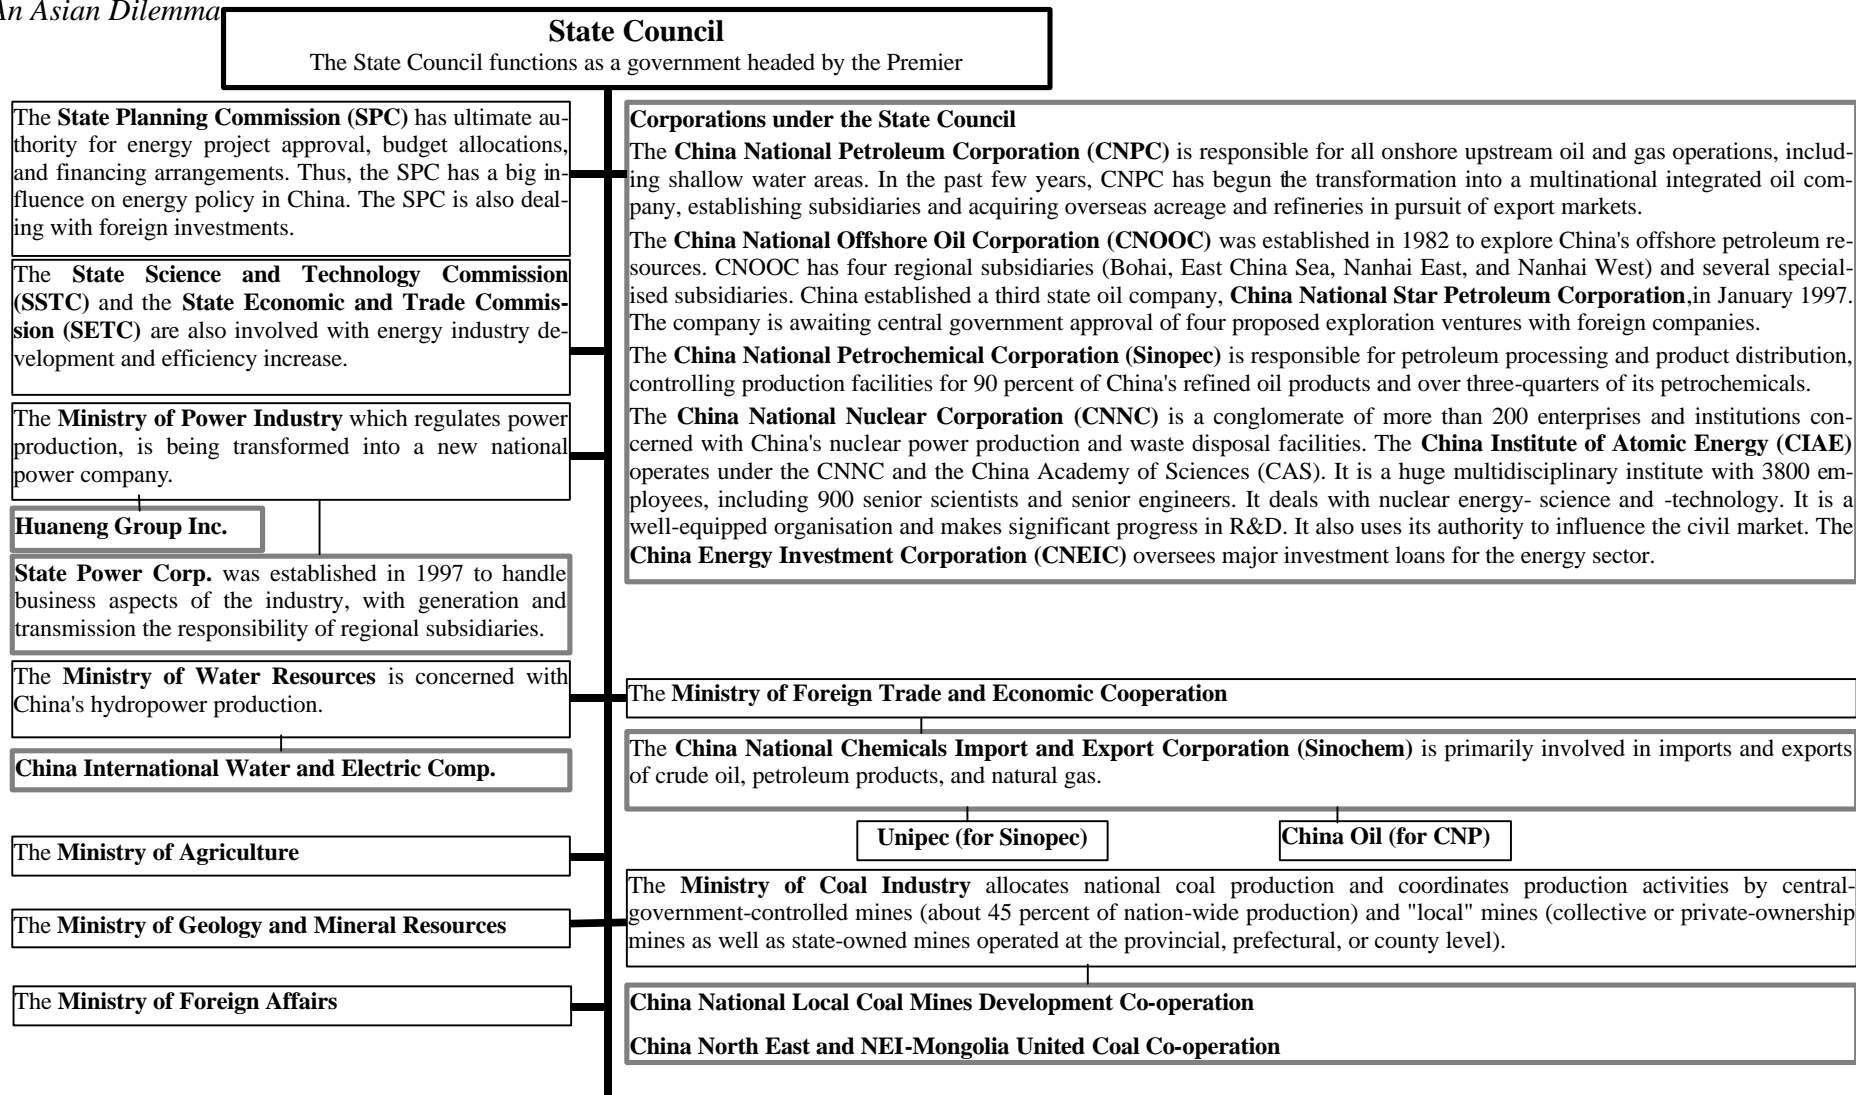 An Asian Dilemma
State Council
The State Council functions as a government headed by the Premier
The State Planning Commission (SPC) has ultimate au-
thority for energy project approval, budget allocations,
and financing arrangements. Thus, the SPC has a big in-
fluence on energy policy in China. The SPC is also deal-
ing with foreign investments.
The State Science and Technology Commission
(SSTC) and the State Economic and Trade Commis-
sion (SETC) are also involved with energy industry de-
velopment and efficiency increase.
The Ministry of Power Industry which regulates power
production, is being transformed into a new national
power company.
Huaneng Group Inc.
State Power Corp. was established in 1997 to handle
business aspects of the industry, with generation and
transmission the responsibility of regional subsidiaries.
The Ministry of Water Resources is concerned with
China's hydropower production.
China International Water and Electric Comp.
The Ministry of Agriculture
The Ministry of Geology and Mineral Resources
The Ministry of Foreign Affairs
Corporations under the State Council
The China National Petroleum Corporation (CNPC) is responsible for all onshore upstream oil and gas operations, includ-
ing shallow water areas. In the past few years, CNPC has begun the transformation into a multinational integrated oil com-
pany, establishing subsidiaries and acquiring overseas acreage and refineries in pursuit of export markets.
The China National Offshore Oil Corporation (CNOOC) was established in 1982 to explore China's offshore petroleum re-
sources. CNOOC has four regional subsidiaries (Bohai, East China Sea, Nanhai East, and Nanhai West) and several special-
ised subsidiaries. China established a third state oil company, China National Star Petroleum Corporation,in January 1997.
The company is awaiting central government approval of four proposed exploration ventures with foreign companies.
The China National Petrochemical Corporation (Sinopec) is responsible for petroleum processing and product distribution,
controlling production facilities for 90 percent of China's refined oil products and over three-quarters of its petrochemicals.
The China National Nuclear Corporation (CNNC) is a conglomerate of more than 200 enterprises and institutions con-
cerned with China's nuclear power production and waste disposal facilities. The China Institute of Atomic Energy (CIAE)
operates under the CNNC and the China Academy of Sciences (CAS). It is a huge multidisciplinary institute with 3800 em-
ployees, including 900 senior scientists and senior engineers. It deals with nuclear energy- science and -technology. It is a
well-equipped organisation and makes significant progress in R&D. It also uses its authority to influence the civil market. The
China Energy Investment Corporation (CNEIC) oversees major investment loans for the energy sector.
The Ministry of Foreign Trade and Economic Cooperation
The China National Chemicals Import and Export Corporation (Sinochem) is primarily involved in imports and exports
of crude oil, petroleum products, and natural gas.
Unipec (for Sinopec)
China Oil (for CNP)
The Ministry of Coal Industry allocates national coal production and coordinates production activities by central-
government-controlled mines (about 45 percent of nation-wide production) and "local" mines (collective or private-ownership
mines as well as state-owned mines operated at the provincial, prefectural, or county level).
China National Local Coal Mines Development Co-operation
China North East and NEI-Mongolia United Coal Co-operation